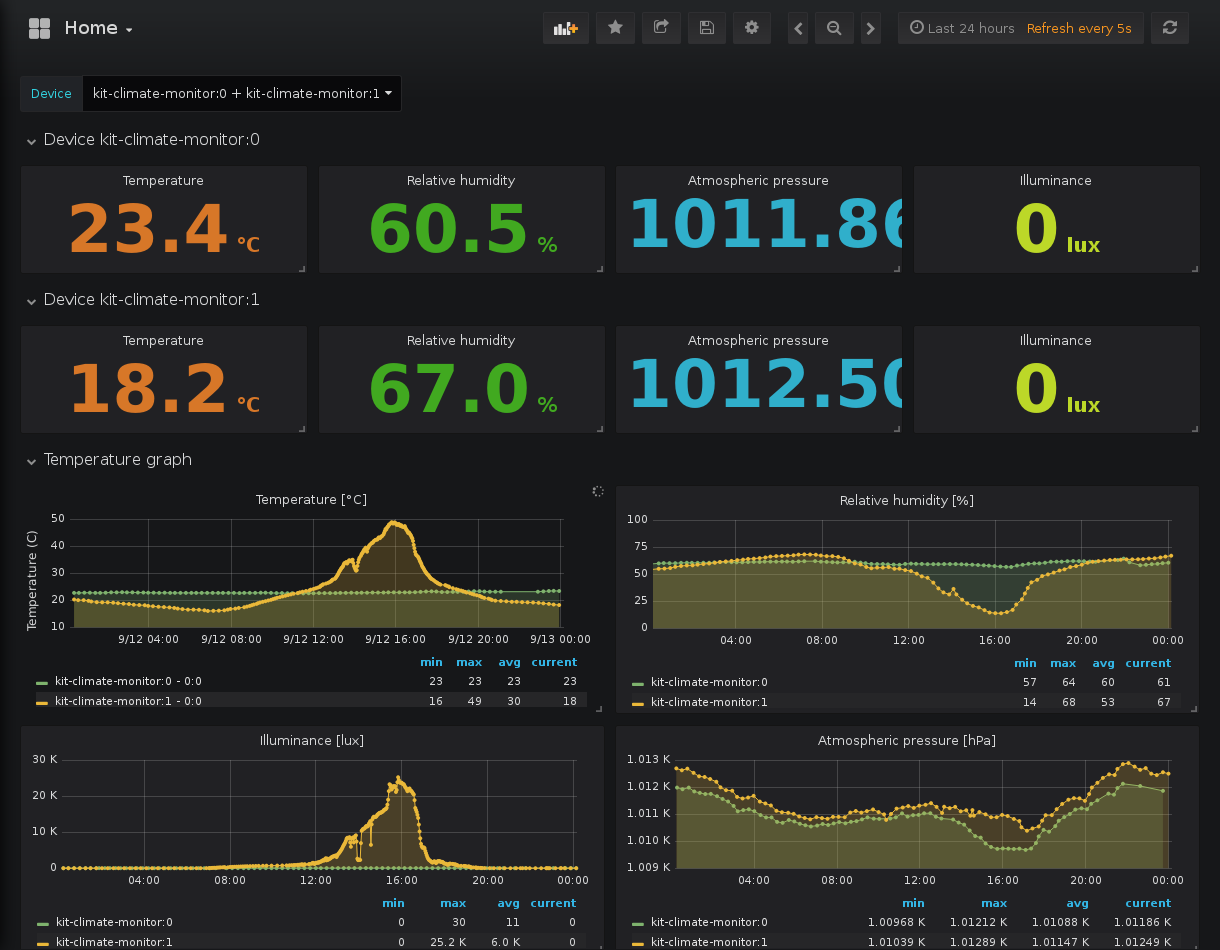 Home
Last 24 hours Refresh every 5s
Device kit-climate-monitor:0 + kit-climate-monitor:1
Device kit-climate-monitor:0
Temperature Relative humidity Atmospheric pressure Illuminance
23.4 °C 60.5 % 1011.86 0 lux
Device kit-climate-monitor:1
Temperature Relative humidity Atmospheric pressure Illuminance
18.2 °C 67.0 % 1012.50 0 lux
Temperature graph
Temperature [°C]
Temperature (C)
50
40
30
20
10
9/12 04:00 9/12 08:00 9/12 12:00 9/12 16:00 9/12 20:00 9/13 00:00
min max avg current
kit-climate-monitor:0 - 0:0 23 23 23 23
kit-climate-monitor:1 - 0:0 16 49 30 18
Relative humidity [%]
100
75
50
25
0
04:00 08:00 12:00 16:00 20:00 00:00
min max avg current
kit-climate-monitor:0 57 64 60 61
kit-climate-monitor:1 14 68 53 67
Illuminance [lux]
30 K
20 K
10 K
0
04:00 08:00 12:00 16:00 20:00 00:00
min max avg current
kit-climate-monitor:0 0 30 11 0
kit-climate-monitor:1 0 25.2 K 6.0 K 0
Atmospheric pressure [hPa]
1.013 K
1.012 K
1.011 K
1.010 K
1.009 K
04:00 08:00 12:00 16:00 20:00 00:00
min max avg current
kit-climate-monitor:0 1.00968 K 1.01212 K 1.01088 K 1.01186 K
kit-climate-monitor:1 1.01039 K 1.01289 K 1.01147 K 1.01249 K